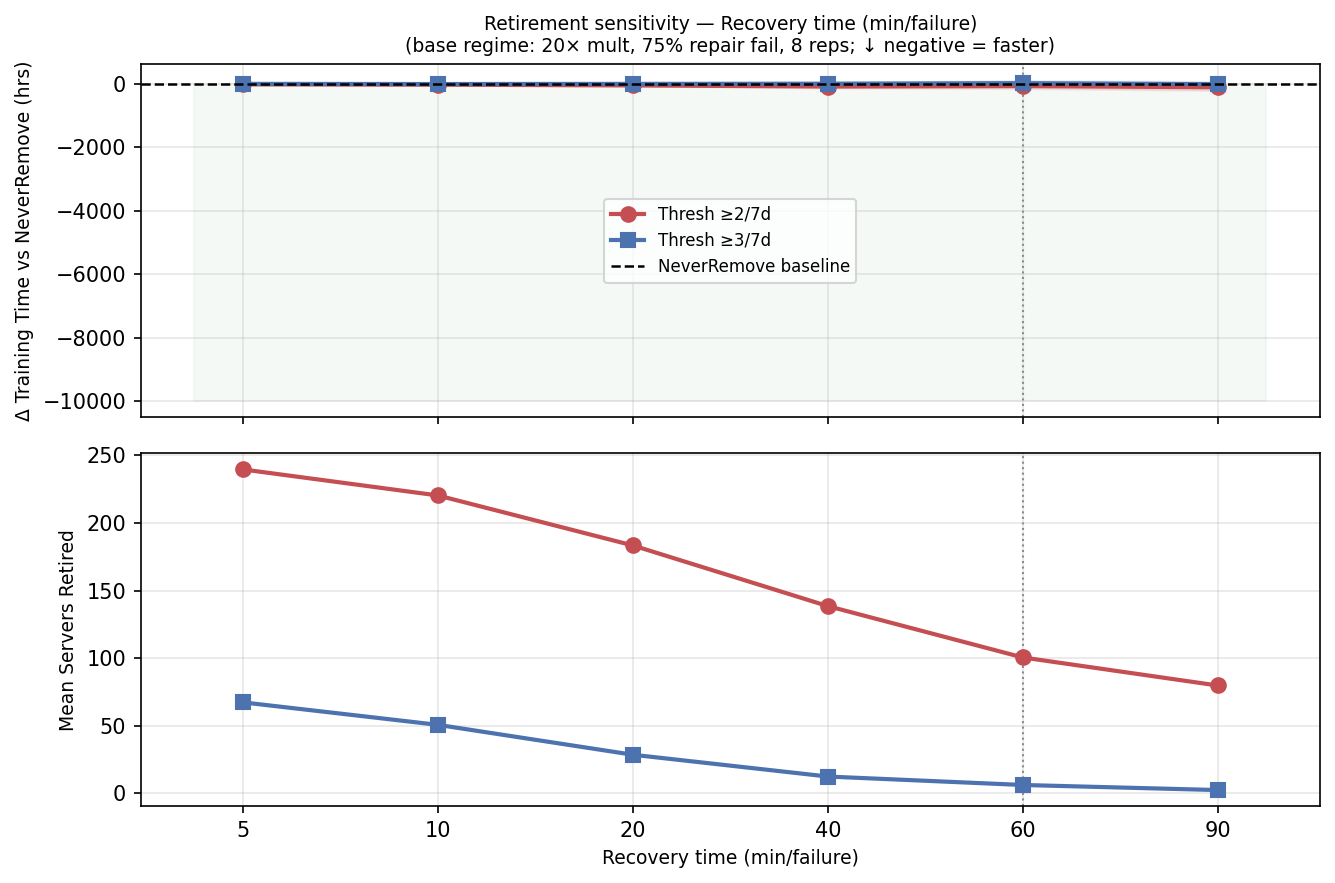 Retirement sensitivity — Recovery time (min/failure)
(base regime: 20× mult, 75% repair fail, 8 reps; ↓ negative = faster)
Δ Training Time vs NeverRemove (hrs)
0
−2000
−4000
−6000
−8000
−10000
Thresh ≥2/7d
Thresh ≥3/7d
NeverRemove baseline
Mean Servers Retired
250
200
150
100
50
0
5 10 20 40 60 90
Recovery time (min/failure)